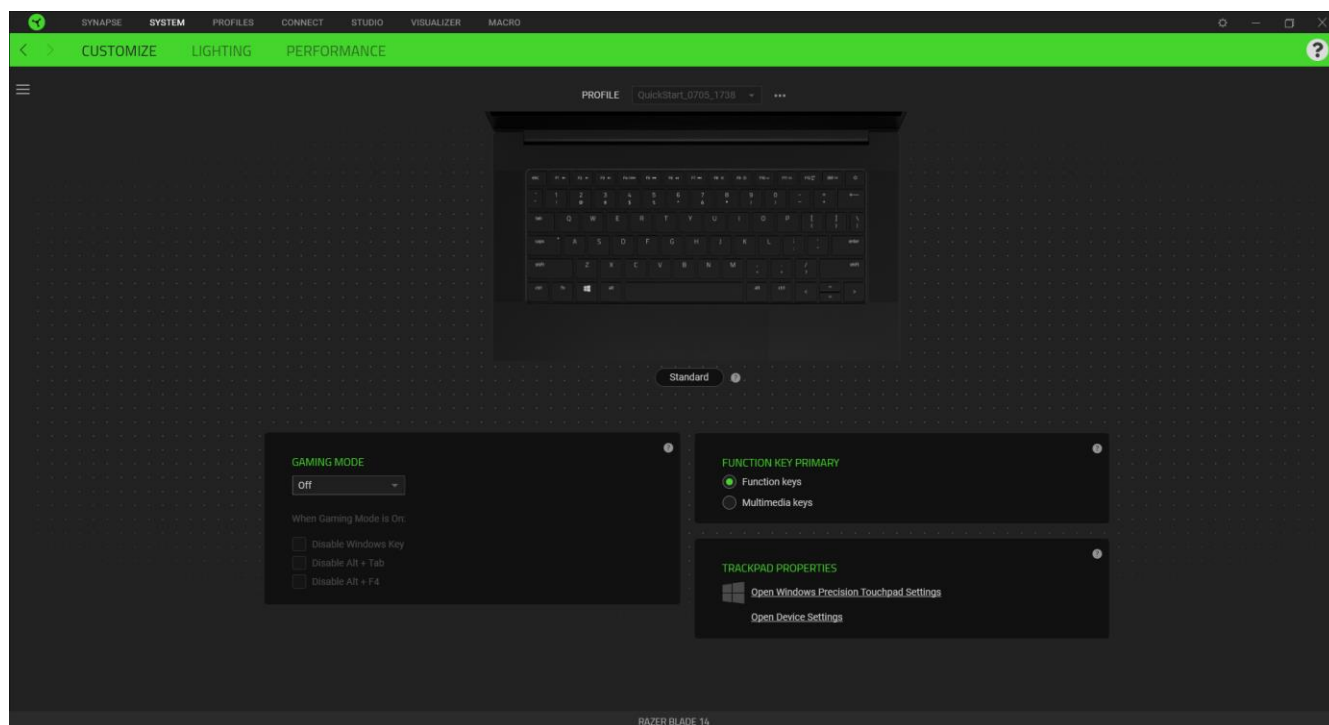 SYNAPSE SYSTEM PROFILES CONNECT STUDIO VISUALIZER MACRO
CUSTOMIZE LIGHTING PERFORMANCE
?
PROFILE QuickStart_0705_1738
Q W E R T Y U I O P
A S D F G H J K L
Z X C V B N M
Standard ?
GAMING MODE ?
Off
When Gaming Mode is On:
Disable Windows Key
Disable Alt + Tab
Disable Alt + F4
FUNCTION KEY PRIMARY ?
Function keys
Multimedia keys
TRACKPAD PROPERTIES ?
Open Windows Precision Touchpad Settings
Open Device Settings
RAZER BLADE 14